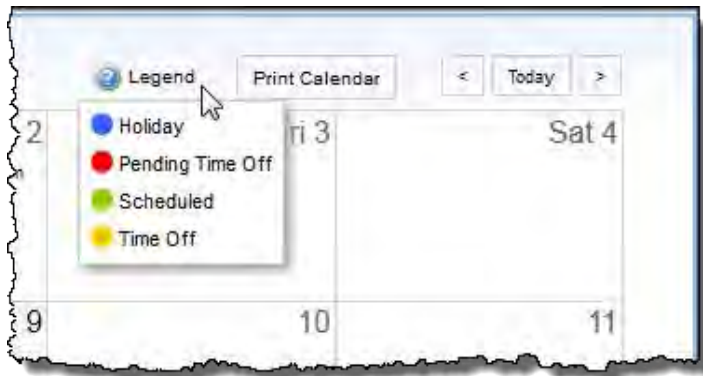 Legend
Print Calendar
<
Today
>
2
ri 3
Sat 4
Holiday
Pending Time Off
Scheduled
Time Off
9
10
11